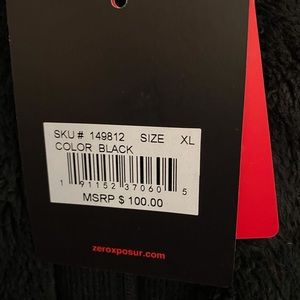 SKU # 149812 SIZE XL
COLOR BLACK
1 91152 37060 5
MSRP $ 100.00
zeroxposur.com